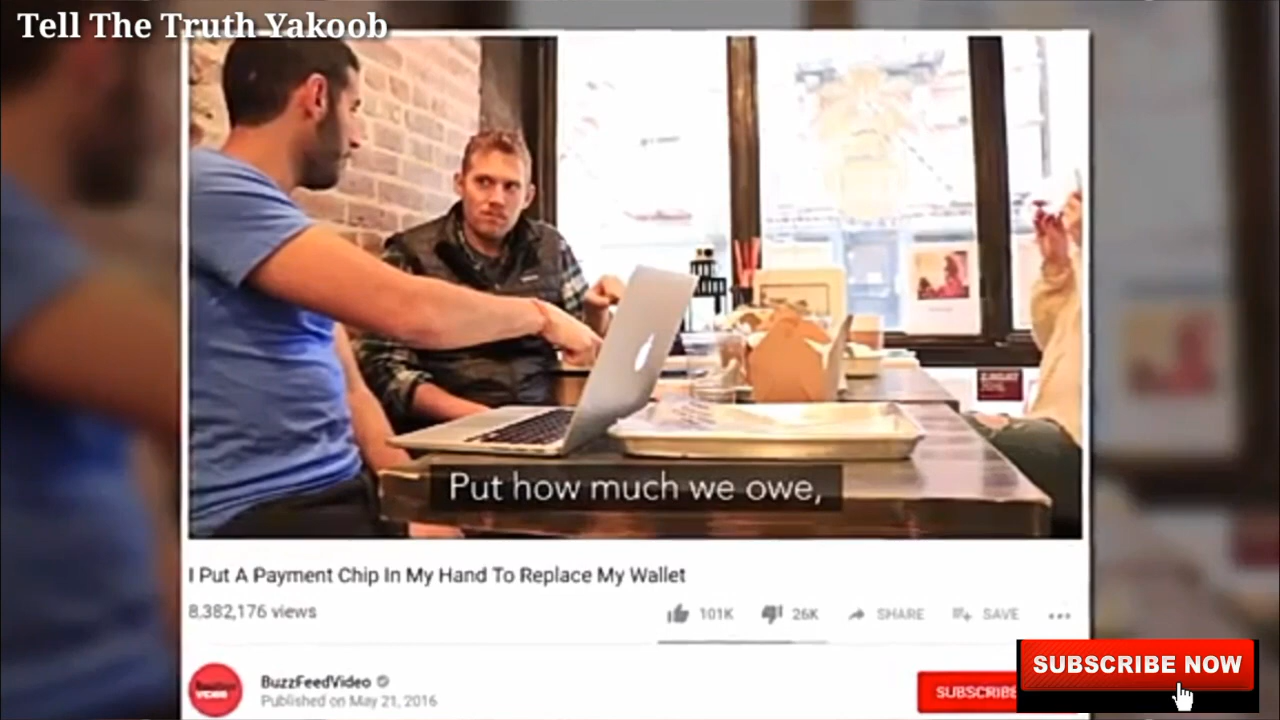 Tell The Truth Yakoob
Put how much we owe,
I Put A Payment Chip In My Hand To Replace My Wallet
8,382,176 views
101K
26K
SHARE
SAVE
BuzzFeedVideo
Published on May 21, 2016
SUBSCRIBE
SUBSCRIBE NOW